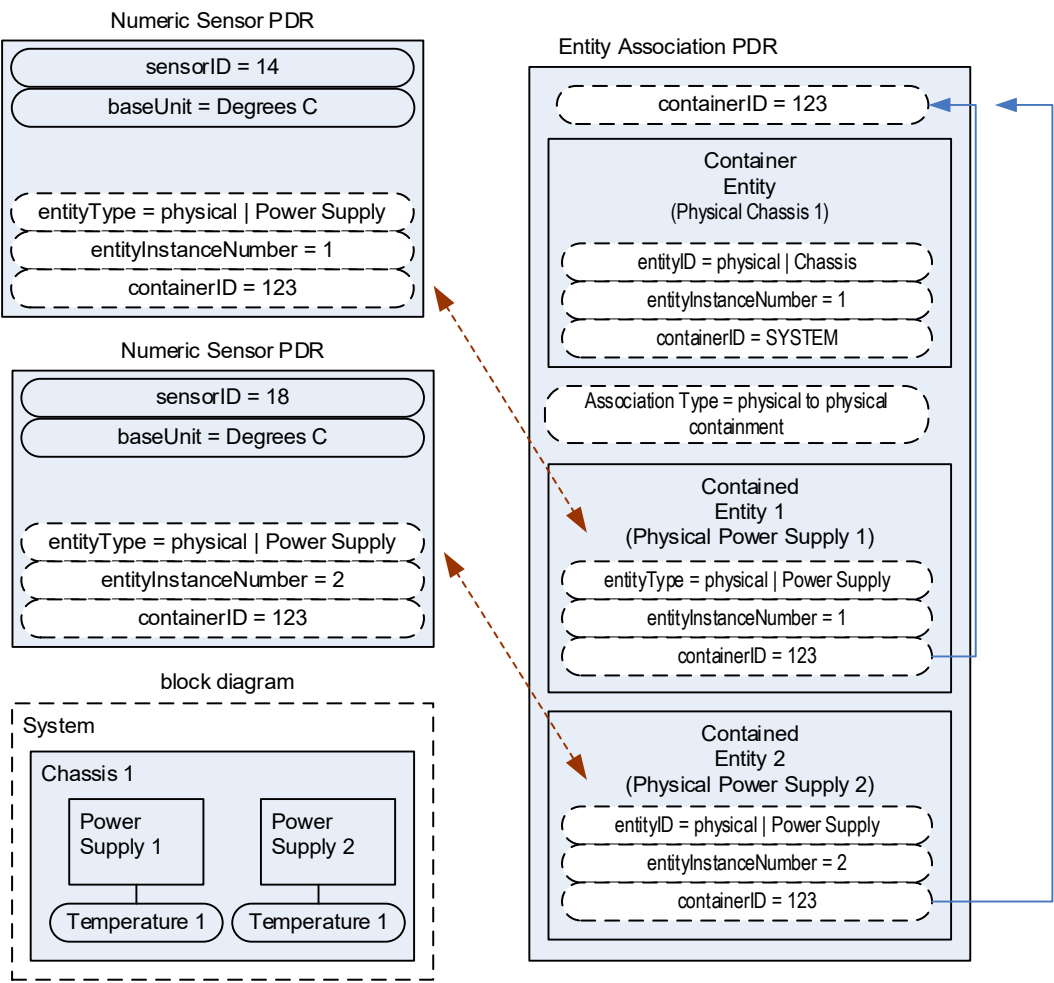 Numeric Sensor PDR
sensorID = 14
baseUnit = Degrees C
entityType = physical | Power Supply
entityInstanceNumber = 1
containerID = 123
Numeric Sensor PDR
sensorID = 18
baseUnit = Degrees C
entityType = physical | Power Supply
entityInstanceNumber = 2
containerID = 123
block diagram
System
Chassis 1
Power
Supply 1
Power
Supply 2
Temperature 1
Temperature 1
Entity Association PDR
containerID = 123
Container
Entity
(Physical Chassis 1)
entityID = physical | Chassis
entityInstanceNumber = 1
containerID = SYSTEM
Association Type = physical to physical
containment
Contained
Entity 1
(Physical Power Supply 1)
entityType = physical | Power Supply
entityInstanceNumber = 1
containerID = 123
Contained
Entity 2
(Physical Power Supply 2)
entityID = physical | Power Supply
entityInstanceNumber = 2
containerID = 123